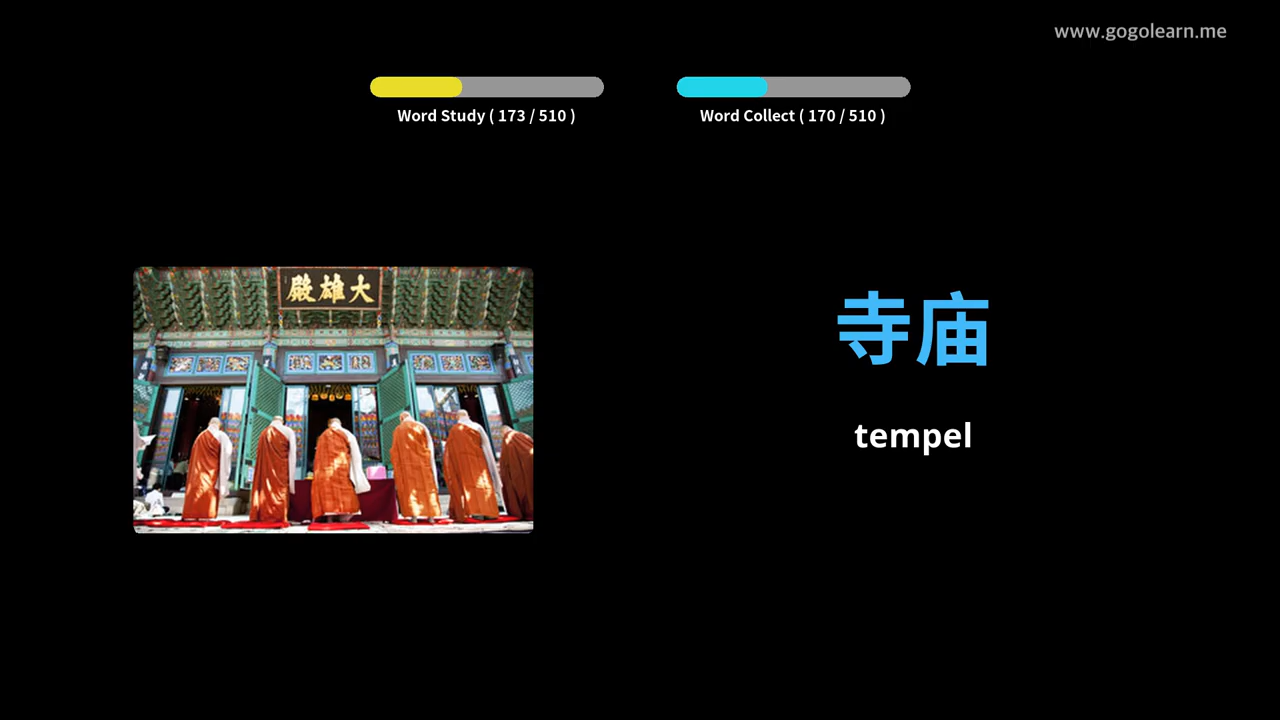 www.gogolearn.me
Word Study ( 173 / 510 )
Word Collect ( 170 / 510 )
殿雄大
寺庙
tempel